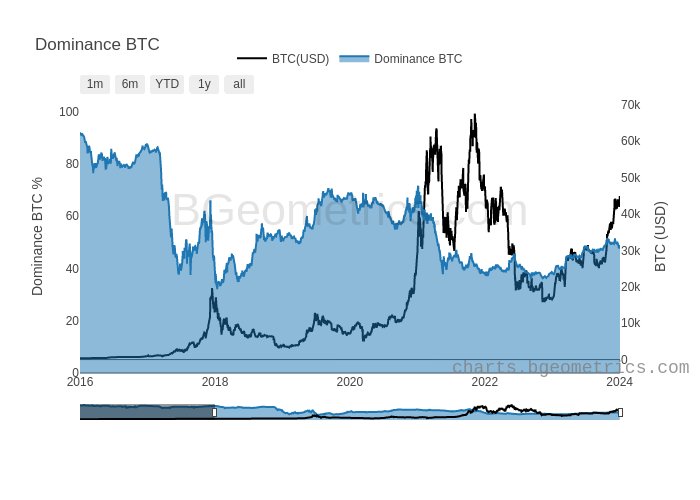 Dominance BTC
BTC(USD) Dominance BTC
1m 6m YTD 1y all
100 70k
60k
80
50k
60
40k
40 30k
20k
20
10k
0 0
Dominance BTC %
BTC (USD)
BGeometrics.com
charts.bgeometrics.com
2016 2018 2020 2022 2024